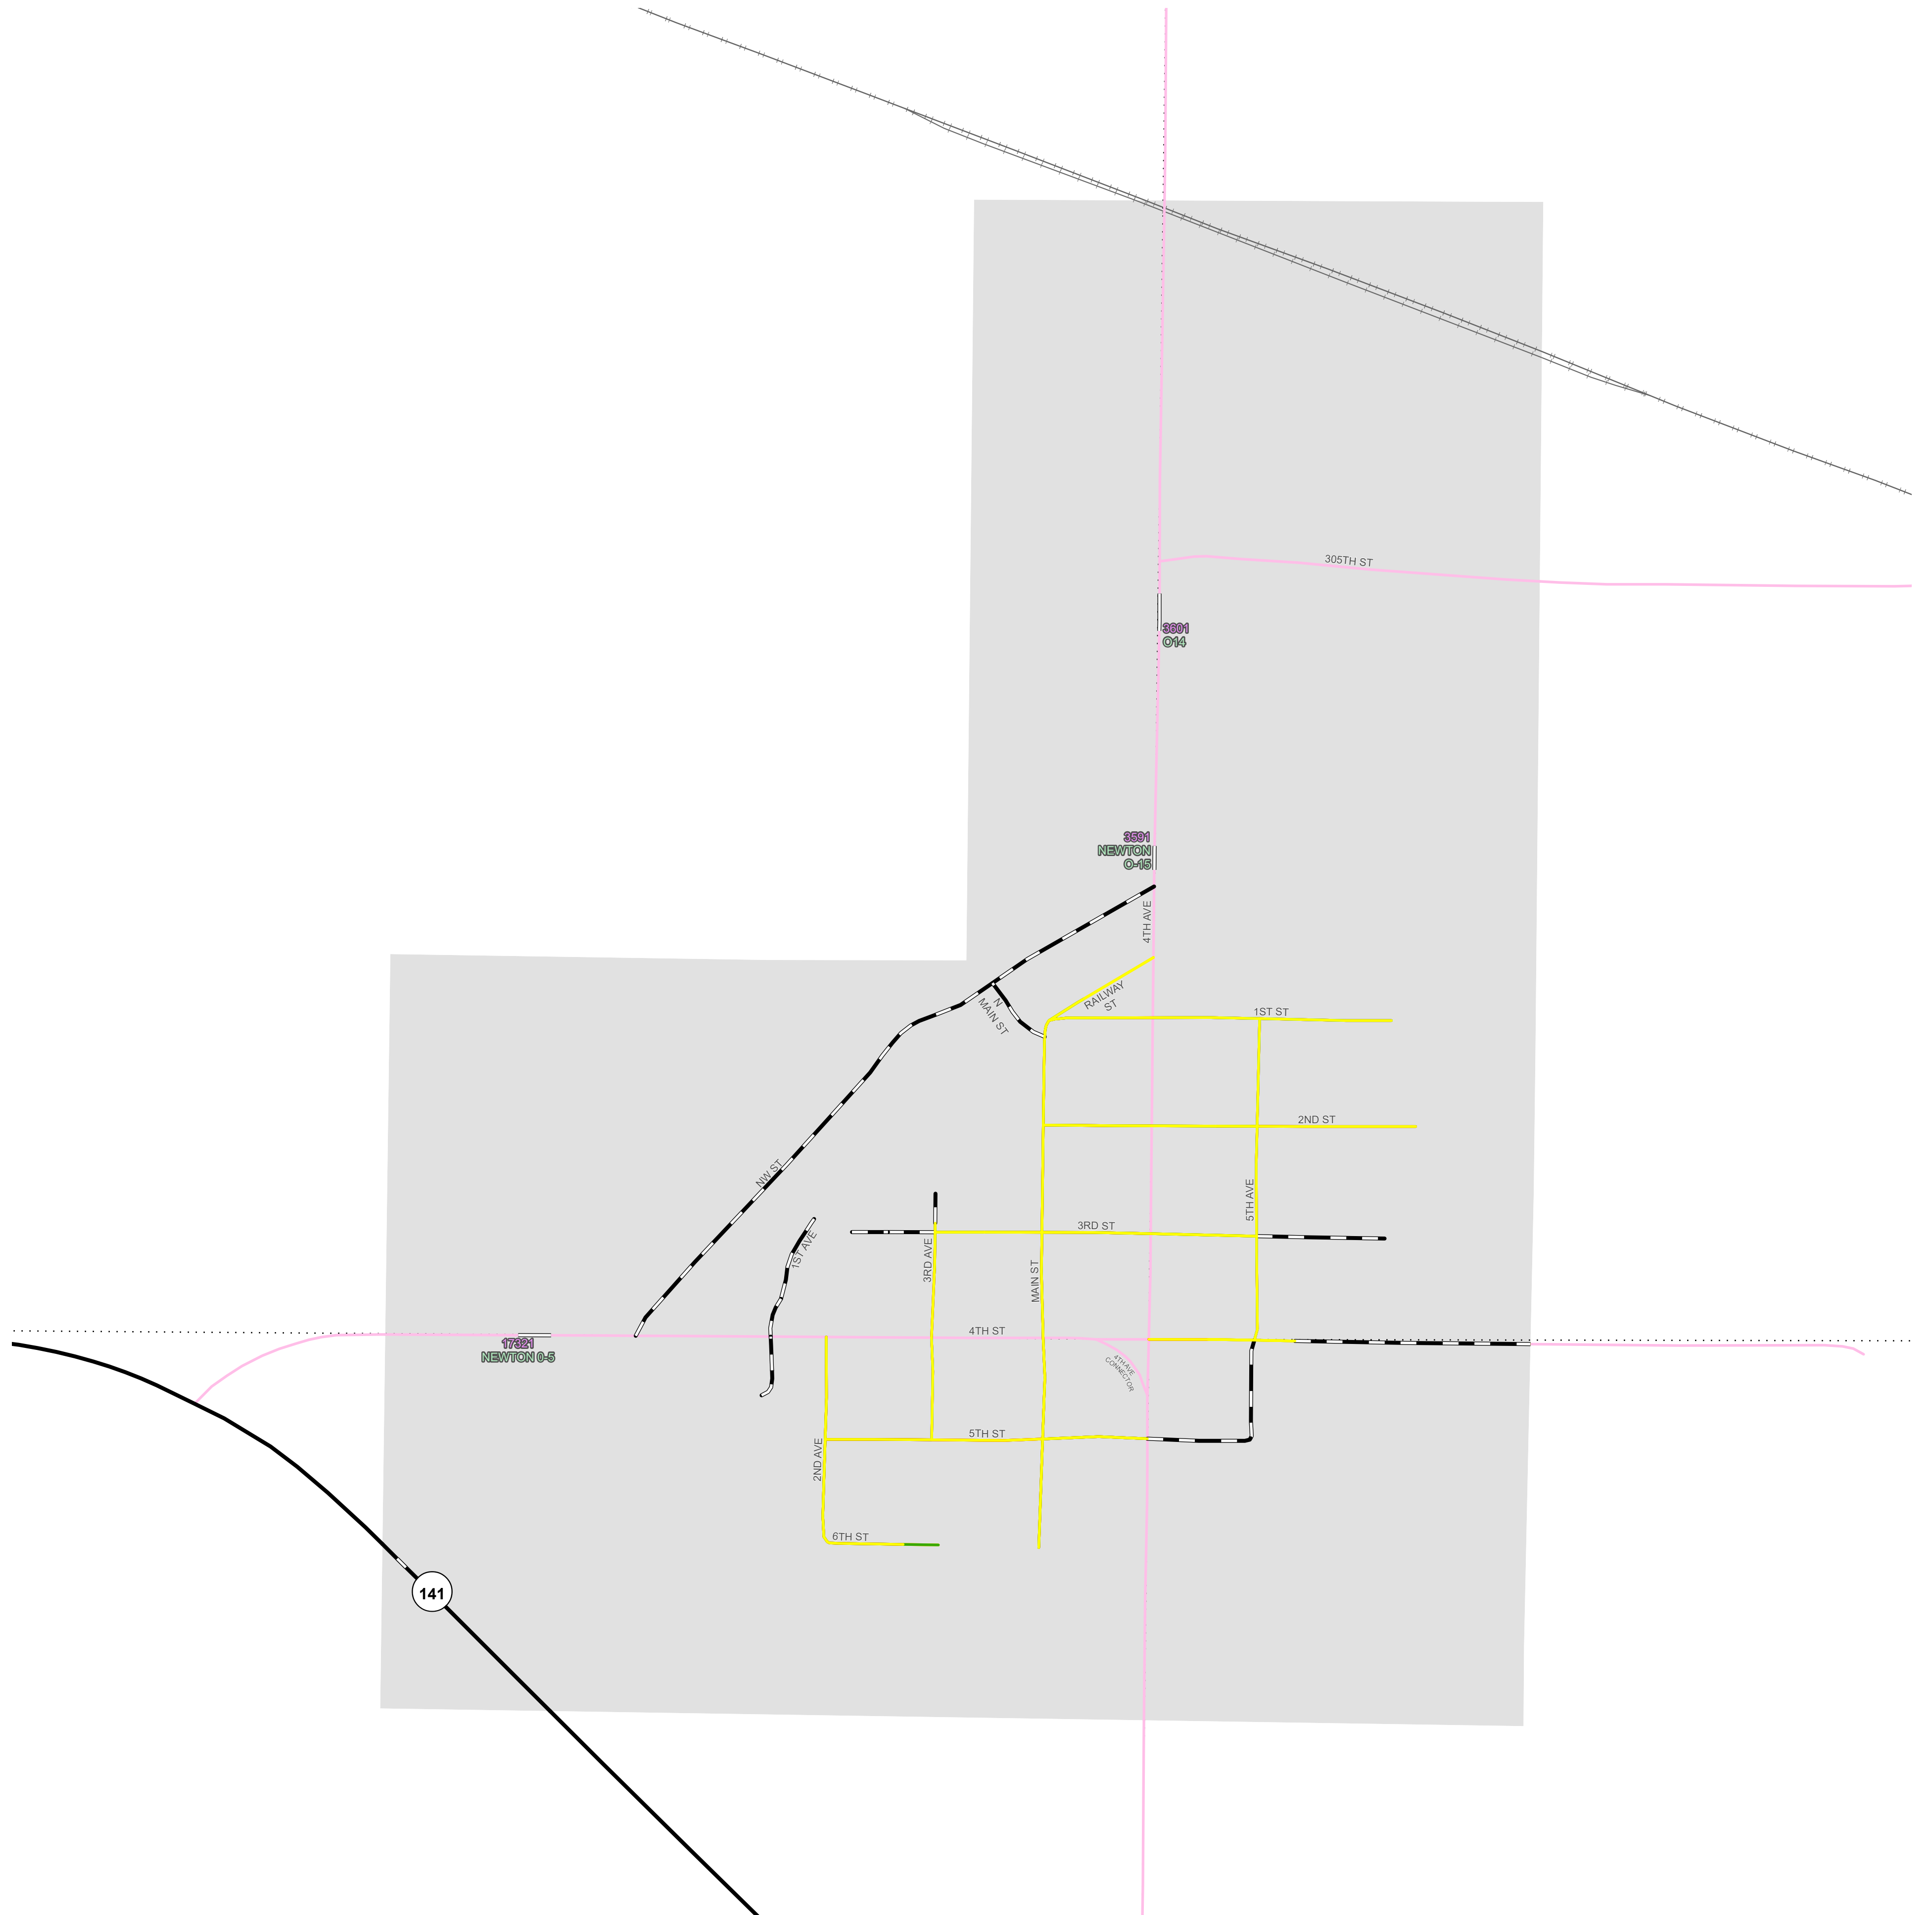 305TH ST
3601
O14
3591
NEWTON
O-15
4TH AVE
RAILWAY
ST
N
MAIN ST
1ST ST
2ND ST
NW ST
5TH AVE
1ST AVE
3RD AVE
3RD ST
MAIN ST
17321
NEWTON 0-5
4TH ST
4TH AVE
CONNECTOR
2ND AVE
5TH ST
6TH ST
141